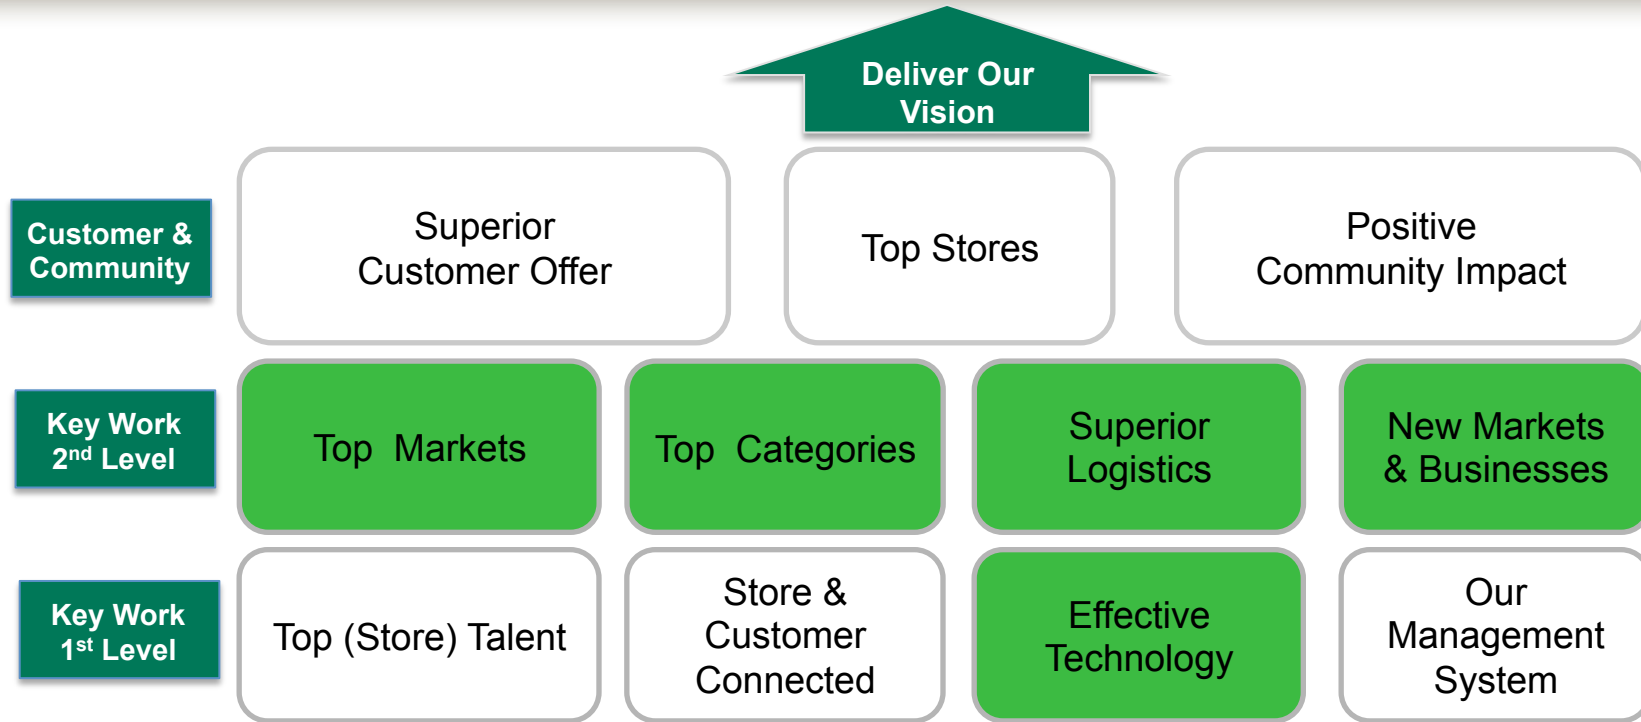 Deliver Our
Vision
Customer &
Community
Superior
Customer Offer
Top Stores
Positive
Community Impact
Key Work
2nd Level
Top Markets
Top Categories
Superior
Logistics
New Markets
& Businesses
Key Work
1st Level
Top (Store) Talent
Store &
Customer
Connected
Effective
Technology
Our
Management
System